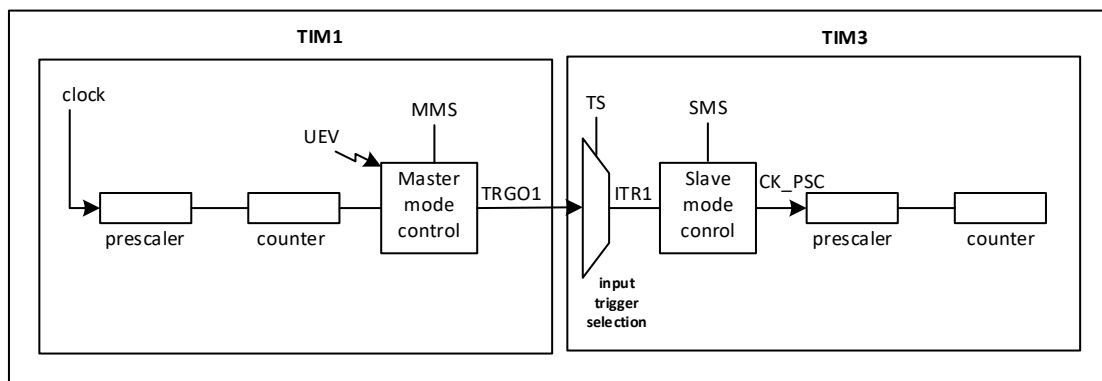 TIM1
TIM3
clock
MMS
UEV
TS
SMS
Master
mode
control
TRGO1
ITR1
Slave
mode
conrol
CK_PSC
prescaler
counter
prescaler
counter
input
trigger
selection